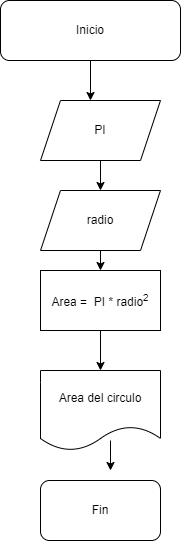 Inicio
PI
radio
Area = PI * radio²
Area del circulo
Fin